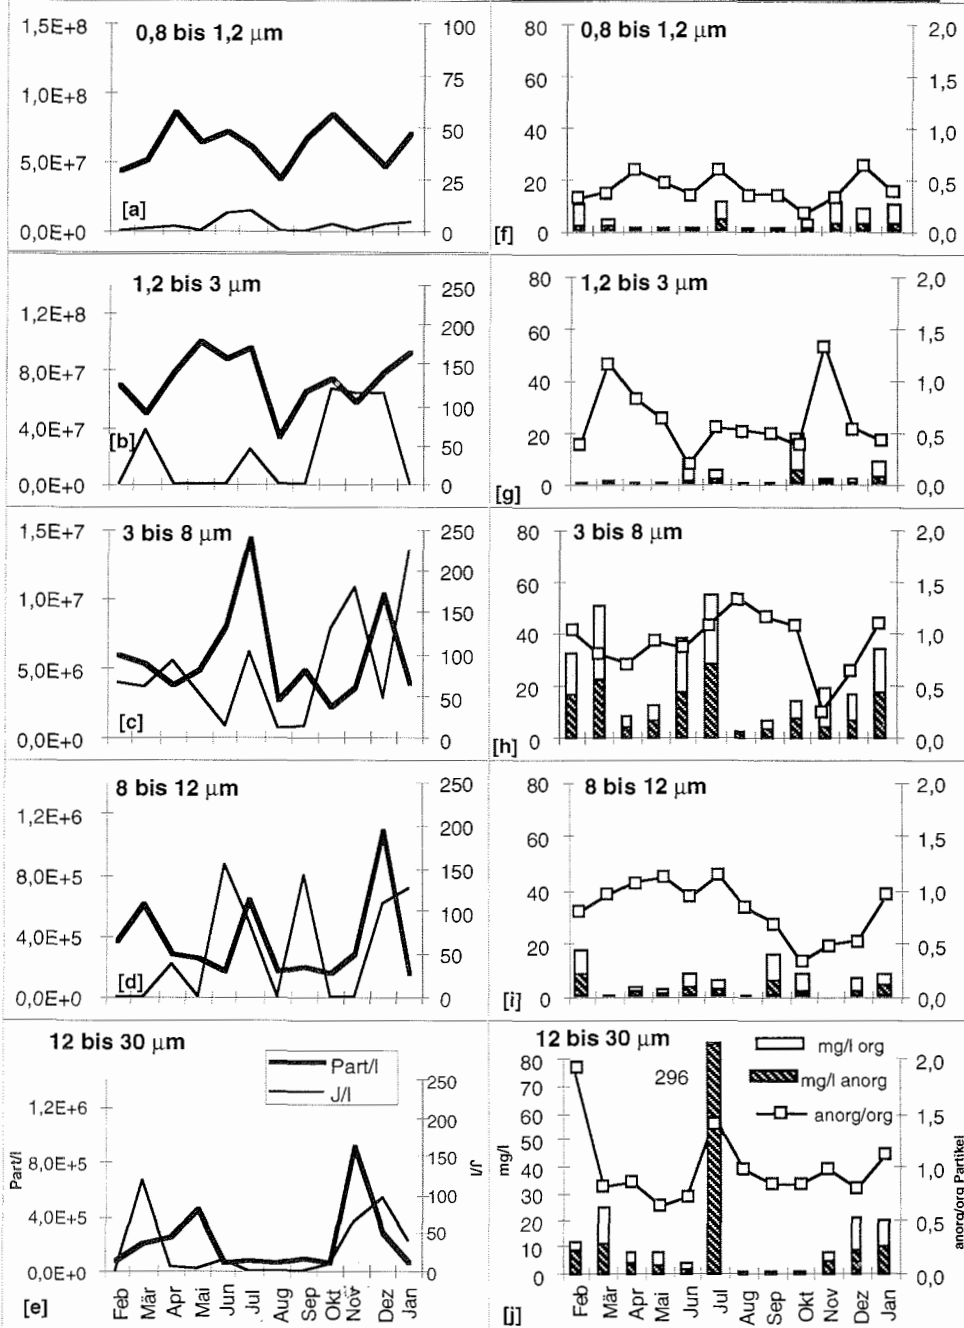 1,5E+8
1,0E+8
5,0E+7
0,0E+0
0,8 bis 1,2 µm
[a]
100
75
50
25
0
80
60
40
20
0
0,8 bis 1,2 µm
[f]
2,0
1,5
1,0
0,5
0,0
1,2E+8
8,0E+7
4,0E+7
0,0E+0
1,2 bis 3 µm
[b]
250
200
150
100
50
0
80
60
40
20
0
1,2 bis 3 µm
[g]
2,0
1,5
1,0
0,5
0,0
1,5E+7
1,0E+7
5,0E+6
0,0E+0
3 bis 8 µm
[c]
250
200
150
100
50
0
80
60
40
20
0
3 bis 8 µm
[h]
2,0
1,5
1,0
0,5
0,0
1,2E+6
8,0E+5
4,0E+5
0,0E+0
8 bis 12 µm
[d]
250
200
150
100
50
0
80
60
40
20
0
8 bis 12 µm
[i]
2,0
1,5
1,0
0,5
0,0
12 bis 30 µm
Part/l
J/l
1,2E+6
8,0E+5
4,0E+5
0,0E+0
Part/l
[e]
250
200
150
100
50
0
J/l
Feb Mär Apr Mai Jun Jul Aug Sep Okt Nov Dez Jan
12 bis 30 µm
296
mg/l org
mg/l anorg
anorg/org
80
70
60
50
40
30
20
10
0
mg/l
[j]
2,0
1,5
1,0
0,5
0,0
anorg/org Partikel
Feb Mär Apr Mai Jun Jul Aug Sep Okt Nov Dez Jan